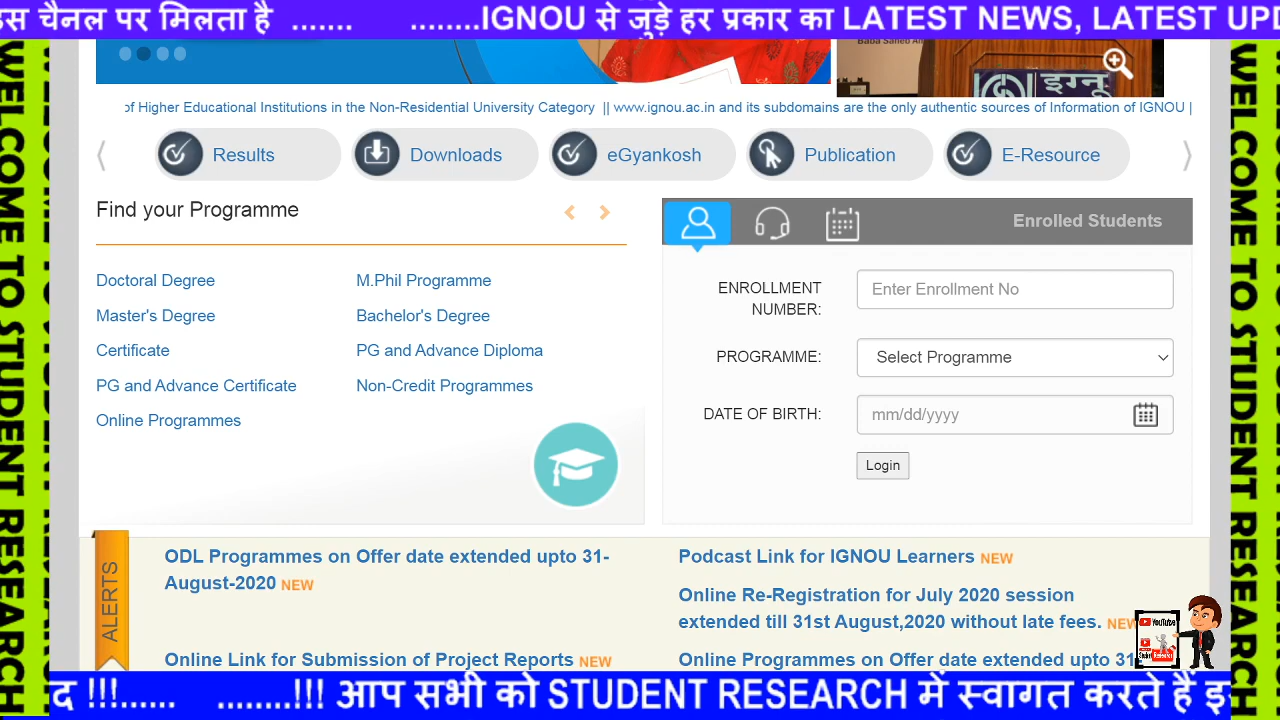 इस चैनल पर मिलता है ....... ........IGNOU से जुड़े हर प्रकार का LATEST NEWS, LATEST UP
इग्नू
of Higher Educational Institutions in the Non-Residential University Category || www.ignou.ac.in and its subdomains are the only authentic sources of Information of IGNOU |
Results
Downloads
eGyankosh
Publication
E-Resource
Find your Programme
Enrolled Students
Doctoral Degree
M.Phil Programme
Master's Degree
Bachelor's Degree
Certificate
PG and Advance Diploma
PG and Advance Certificate
Non-Credit Programmes
Online Programmes
ENROLLMENT
NUMBER:
Enter Enrollment No
PROGRAMME:
Select Programme
DATE OF BIRTH:
mm/dd/yyyy
Login
ALERTS
ODL Programmes on Offer date extended upto 31-
August-2020 NEW
Online Link for Submission of Project Reports NEW
Podcast Link for IGNOU Learners NEW
Online Re-Registration for July 2020 session
extended till 31st August,2020 without late fees. NEW
Online Programmes on Offer date extended upto 31
YouTube
द !!!...... ........!!! आप सभी को STUDENT RESEARCH में स्वागत करते हैं इ
WELCOME TO STUDENT RESEARCH
WELCOME TO STUDENT RESEARCH